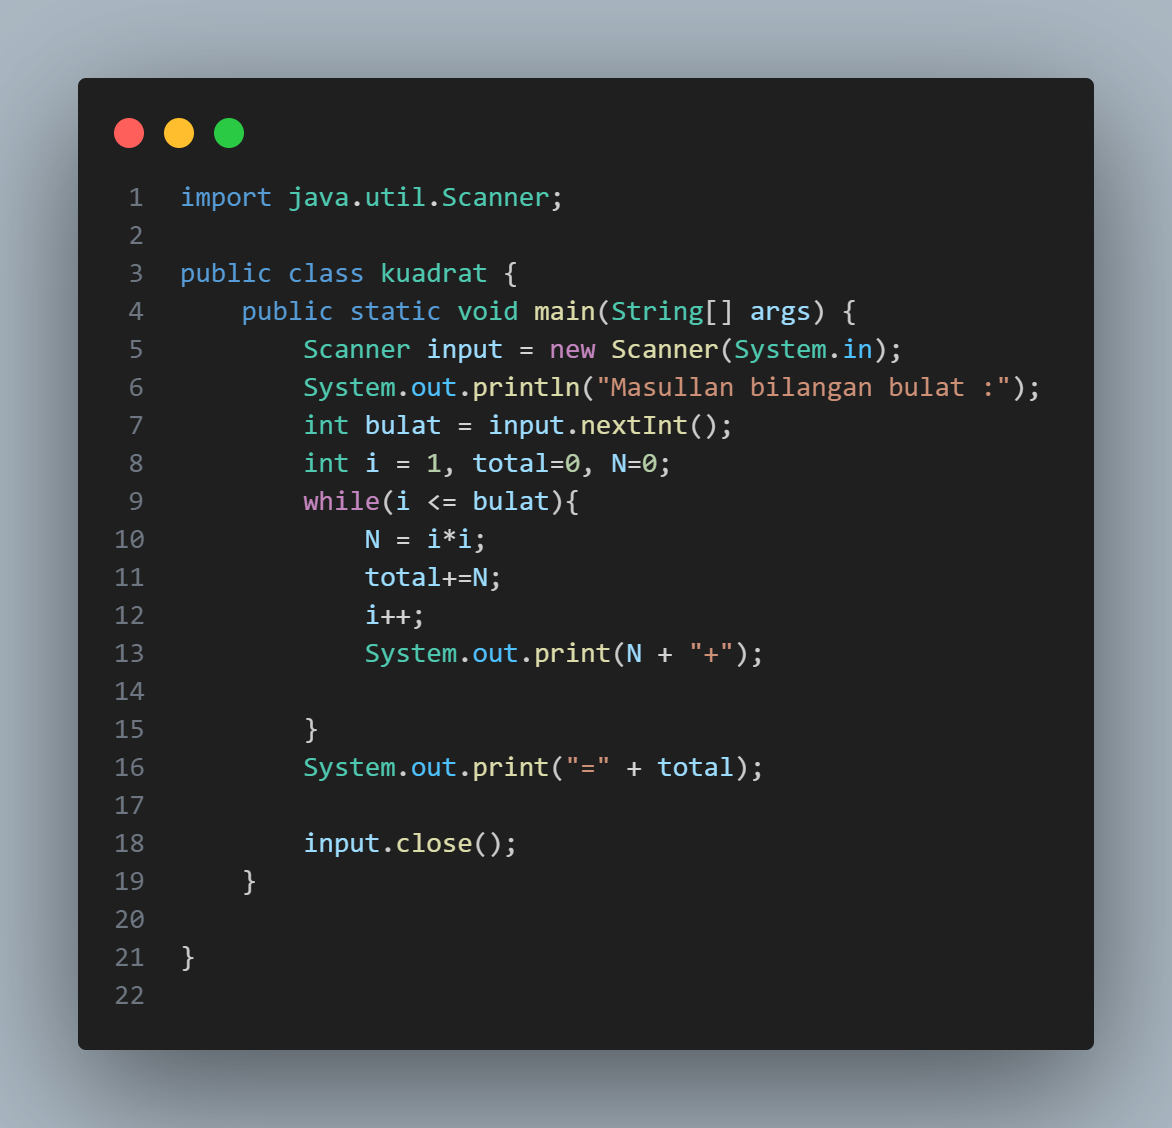 1 import java.util.Scanner;
2
3 public class kuadrat {
4     public static void main(String[] args) {
5         Scanner input = new Scanner(System.in);
6         System.out.println("Masullan bilangan bulat :");
7         int bulat = input.nextInt();
8         int i = 1, total=0, N=0;
9         while(i <= bulat){
10             N = i*i;
11             total+=N;
12             i++;
13             System.out.print(N + "+");
14
15         }
16         System.out.print("=" + total);
17
18         input.close();
19     }
20
21 }
22